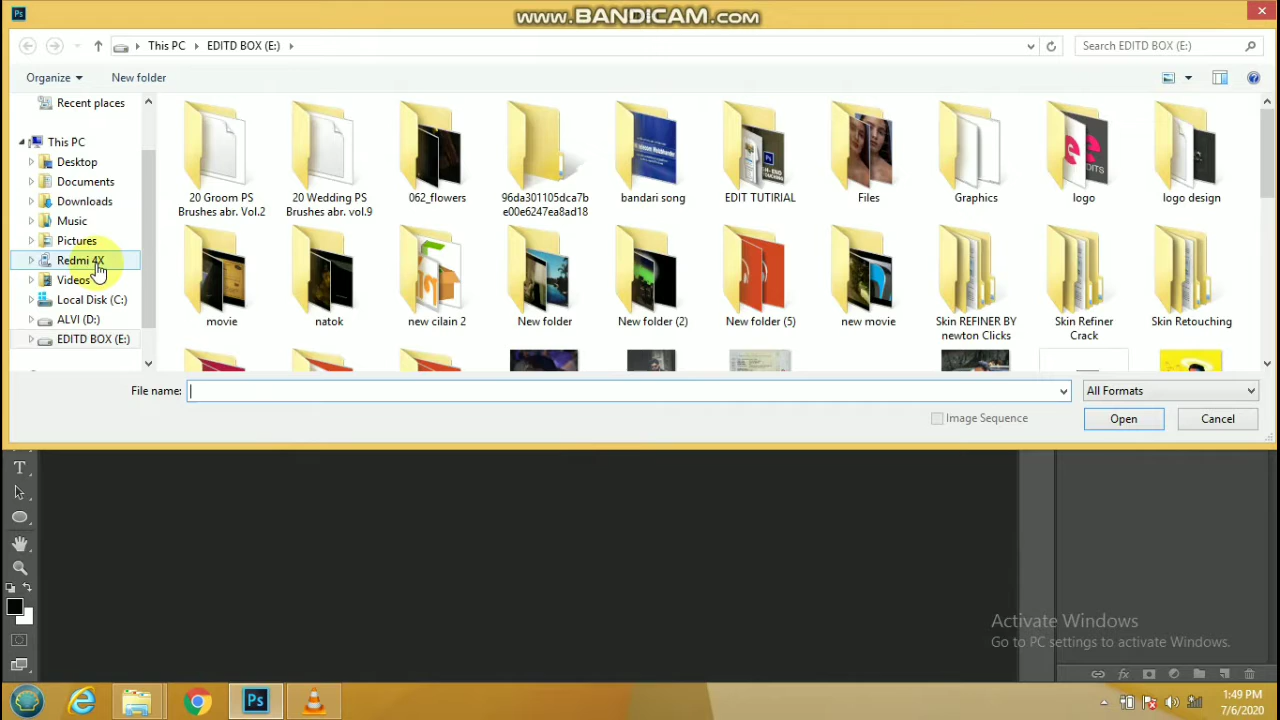 Ps
www.BANDICAM.com
This PC
EDITD BOX (E:)
Search EDITD BOX (E:)
Organize
New folder
Recent places
This PC
Desktop
Documents
Downloads
Music
Pictures
Redmi 4X
Videos
Local Disk (C:)
ALVI (D:)
EDITD BOX (E:)
20 Groom PS
Brushes abr. Vol.2
20 Wedding PS
Brushes abr. vol.9
062_flowers
96da301105dca7b
e00e6247ea8ad18
bandari song
EDIT TUTIRIAL
Files
Graphics
logo
logo design
movie
natok
new cilain 2
New folder
New folder (2)
New folder (5)
new movie
Skin REFINER BY
newton Clicks
Skin Refiner
Crack
Skin Retouching
File name:
All Formats
Image Sequence
Open
Cancel
T
Activate Windows
Go to PC settings to activate Windows.
fx
Ps
1:49 PM
7/6/2020